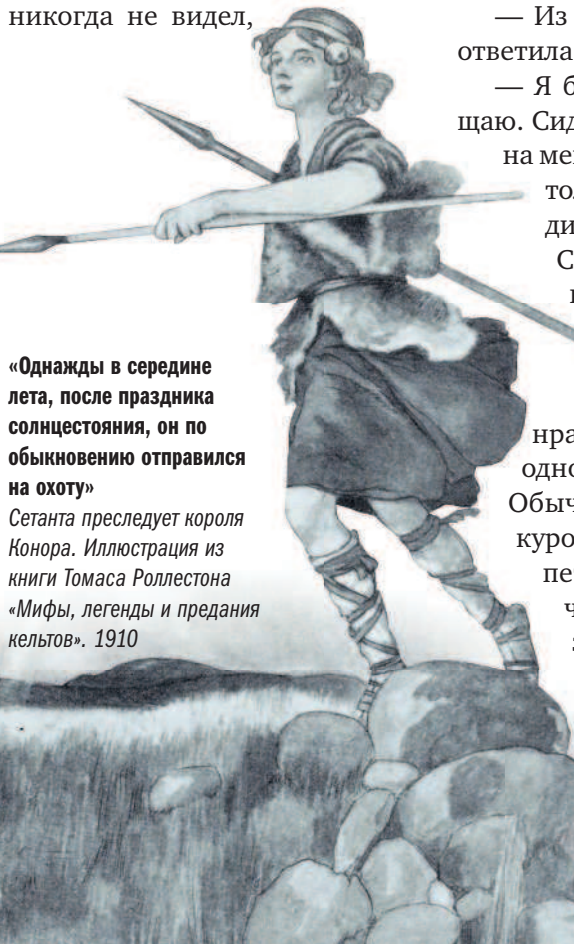 никогда не видел,
«Однажды в середине
лета, после праздника
солнцестояния, он по
обыкновению отправился
на охоту»
Сетанта преследует короля
Конора. Иллюстрация из
книги Томаса Роллестона
«Мифы, легенды и предания
кельтов». 1910
— Из
ответила
— Я б
щаю. Сид
на ме
тол
ди
С
нра
одно
Обыч
куро
пе
ч